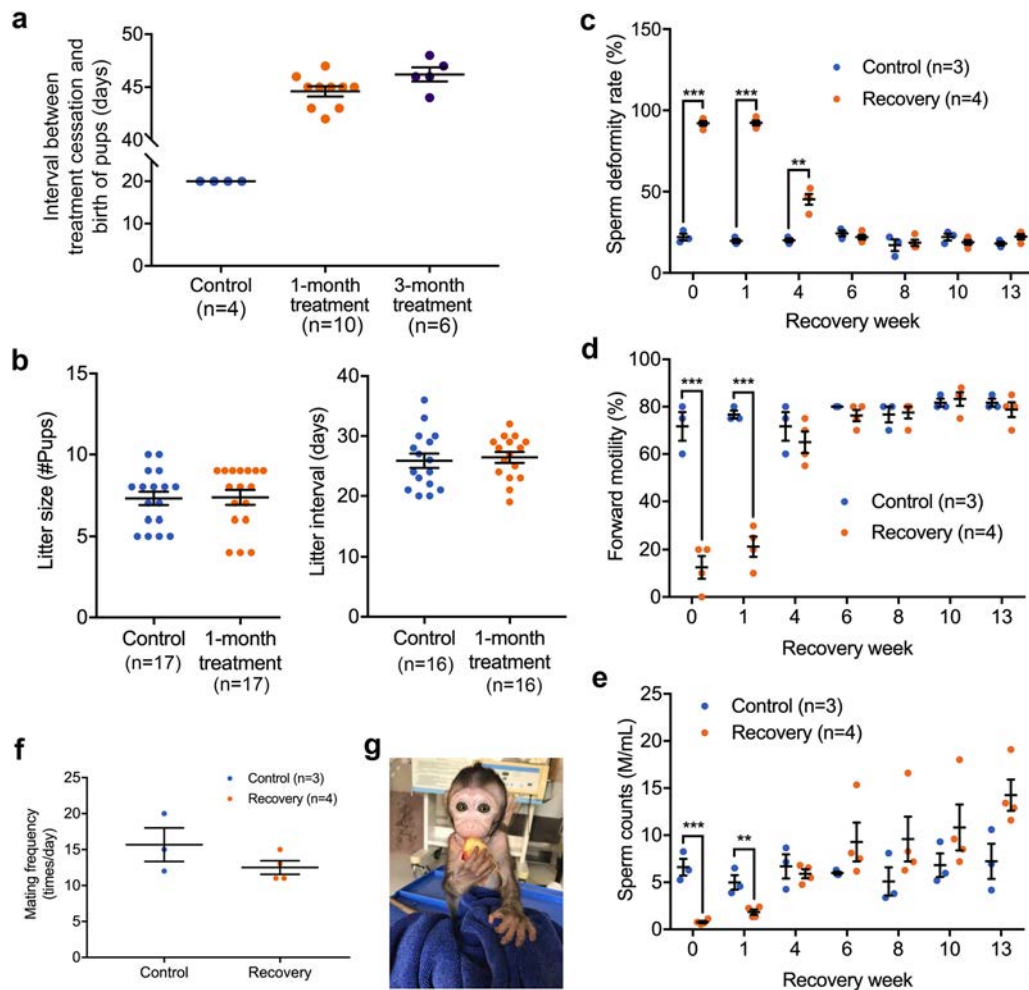 a
Interval between
treatment cessation and
birth of pups (days)
50
45
40
20
10
0
Control
(n=4)
1-month
treatment
(n=10)
3-month
treatment
(n=6)
b
Litter size (#Pups)
15
10
5
0
Control
(n=17)
1-month
treatment
(n=17)
Litter interval (days)
40
30
20
10
0
Control
(n=16)
1-month
treatment
(n=16)
c
Sperm deformity rate (%)
150
100
50
0
Control (n=3)
Recovery (n=4)
***
***
**
0 1 4 6 8 10 13
Recovery week
d
Forward motility (%)
100
80
60
40
20
0
***
***
Control (n=3)
Recovery (n=4)
0 1 4 6 8 10 13
Recovery week
e
Sperm counts (M/mL)
25
20
15
10
5
0
Control (n=3)
Recovery (n=4)
***
**
0 1 4 6 8 10 13
Recovery week
f
Mating frequency
(times/day)
25
20
15
10
5
0
Control (n=3)
Recovery (n=4)
Control
Recovery
g